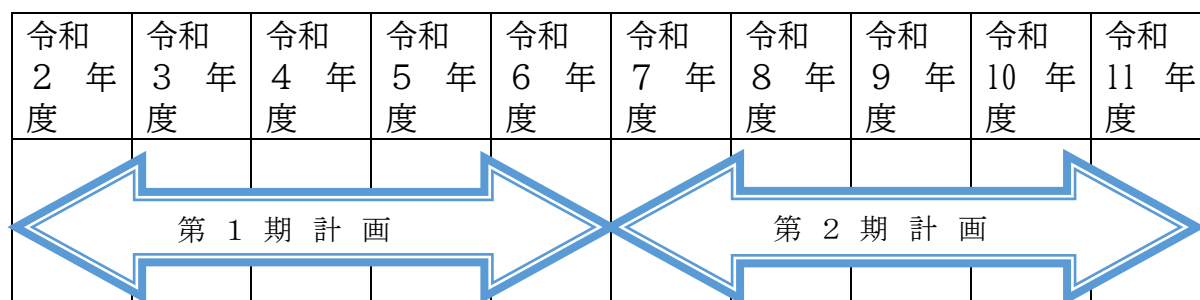 令和
2 年
度
令和
3 年
度
令和
4 年
度
令和
5 年
度
令和
6 年
度
令和
7 年
度
令和
8 年
度
令和
9 年
度
令和
10 年
度
令和
11 年
度
第 1 期 計 画
第 2 期 計 画